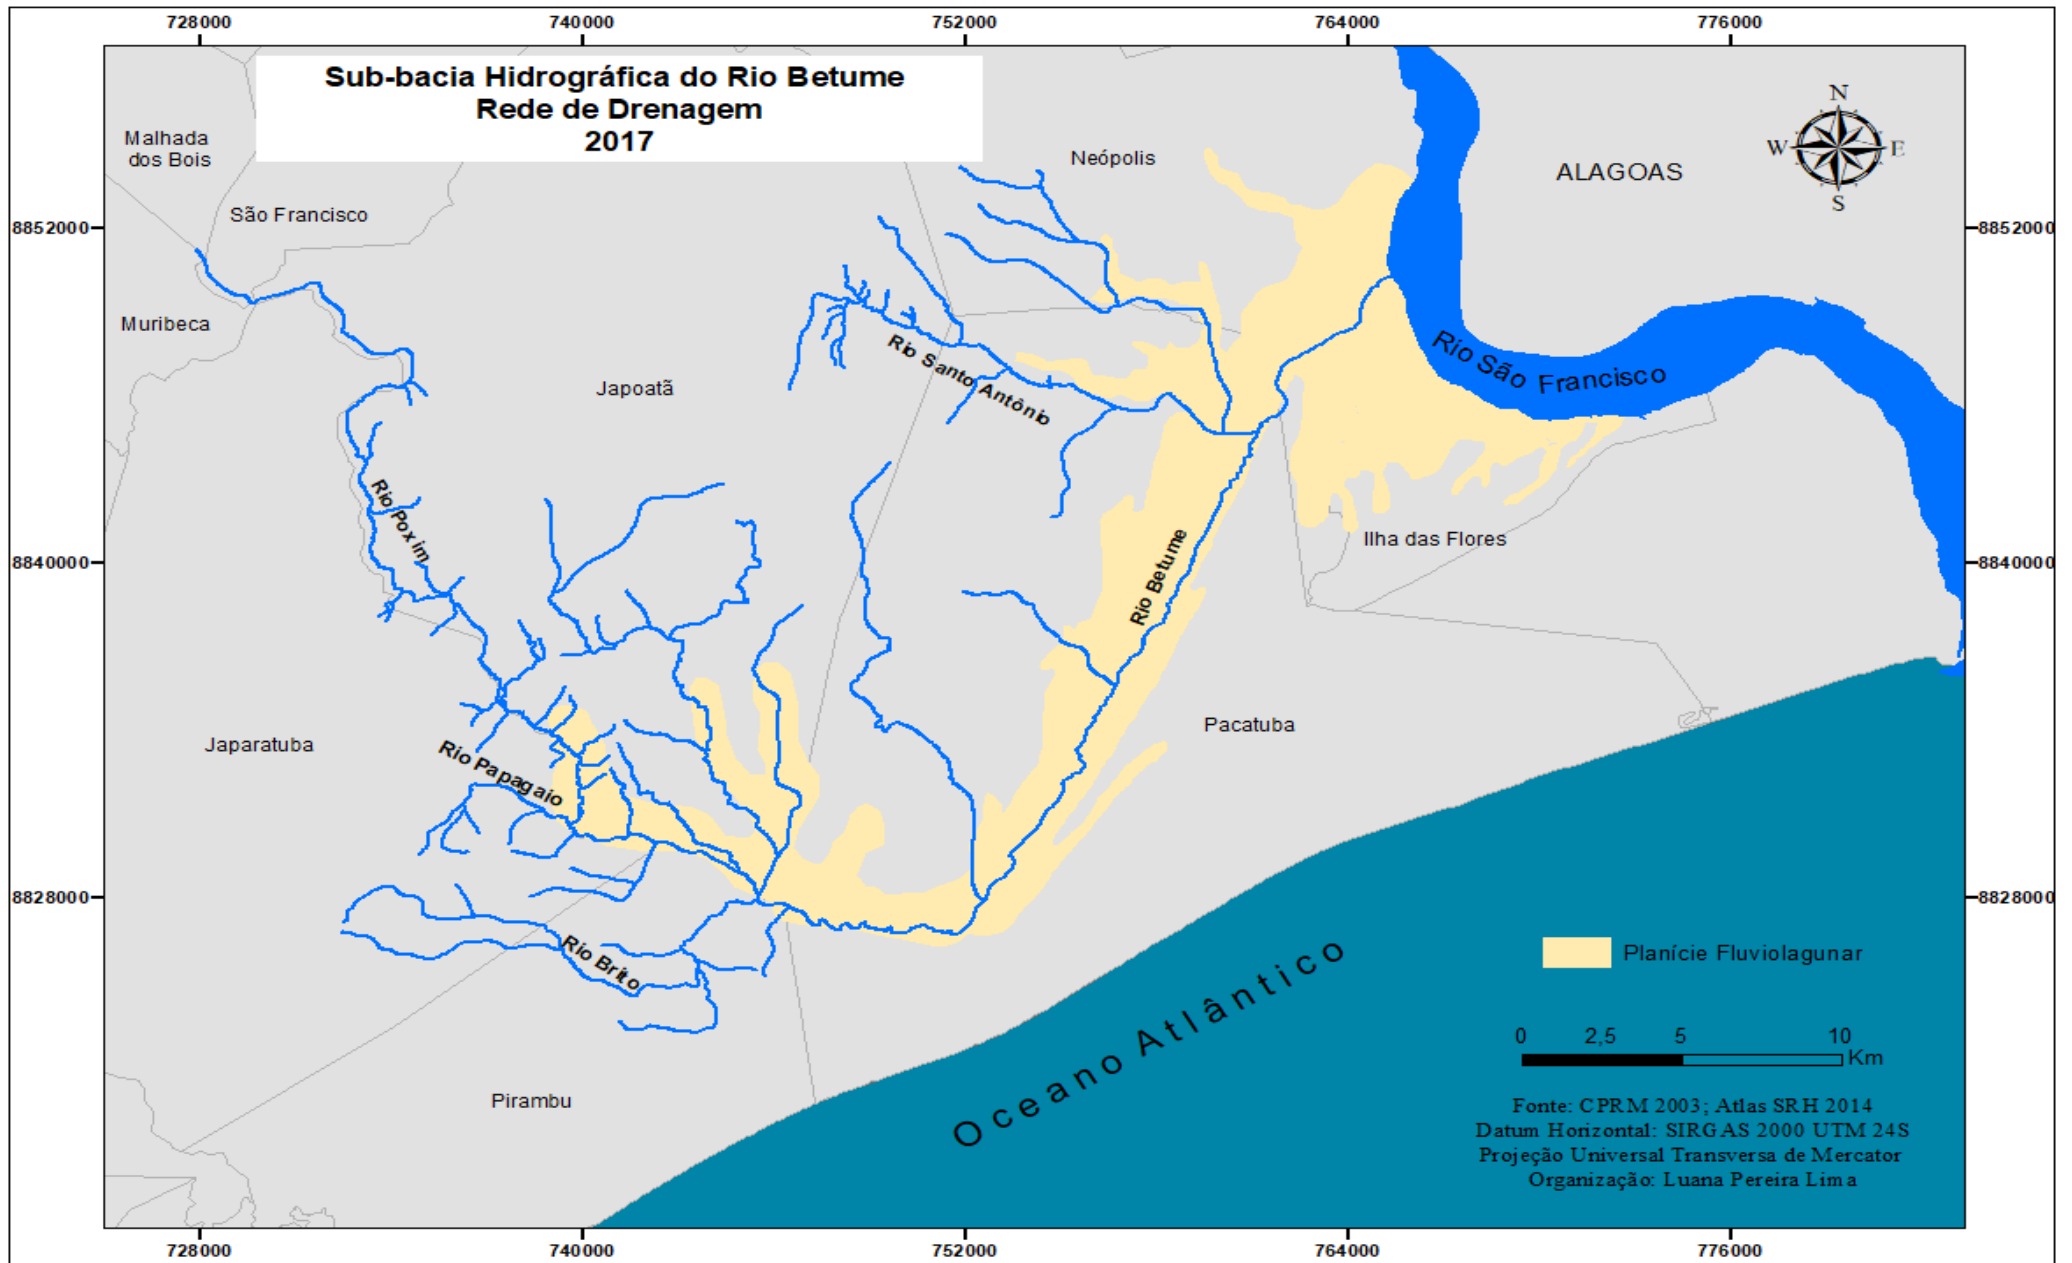 728000
740000
752000
764000
776000
Sub-bacia Hidrográfica do Rio Betume
Rede de Drenagem
2017
N
W
E
S
Malhada
dos Bois
Neópolis
ALAGOAS
São Francisco
8852000
8852000
Muribeca
Rio Santo Antônio
Rio São Francisco
Japoatã
Rio Poxim
Ilha das Flores
8840000
8840000
Rio Betume
Japaratuba
Pacatuba
Rio Papagaio
8828000
8828000
Rio Brito
Planície Fluviolagunar
Oceano Atlântico
0 2,5 5 10
Km
Pirambu
Fonte: CPRM 2003; Atlas SRH 2014
Datum Horizontal: SIRGAS 2000 UTM 24S
Projeção Universal Transversa de Mercator
Organização: Luana Pereira Lima
728000
740000
752000
764000
776000